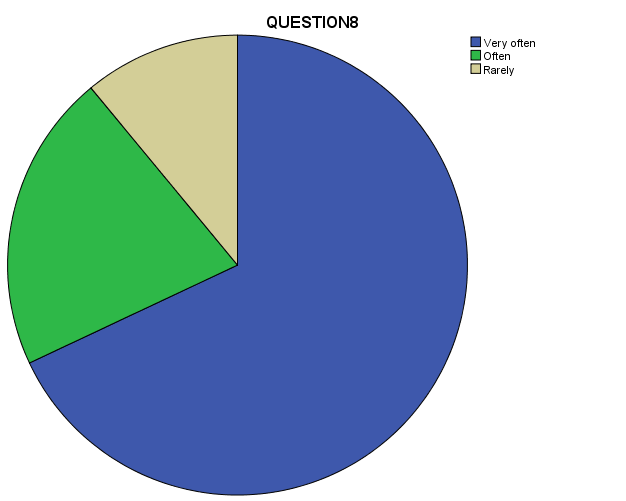 QUESTION8
Very often
Often
Rarely